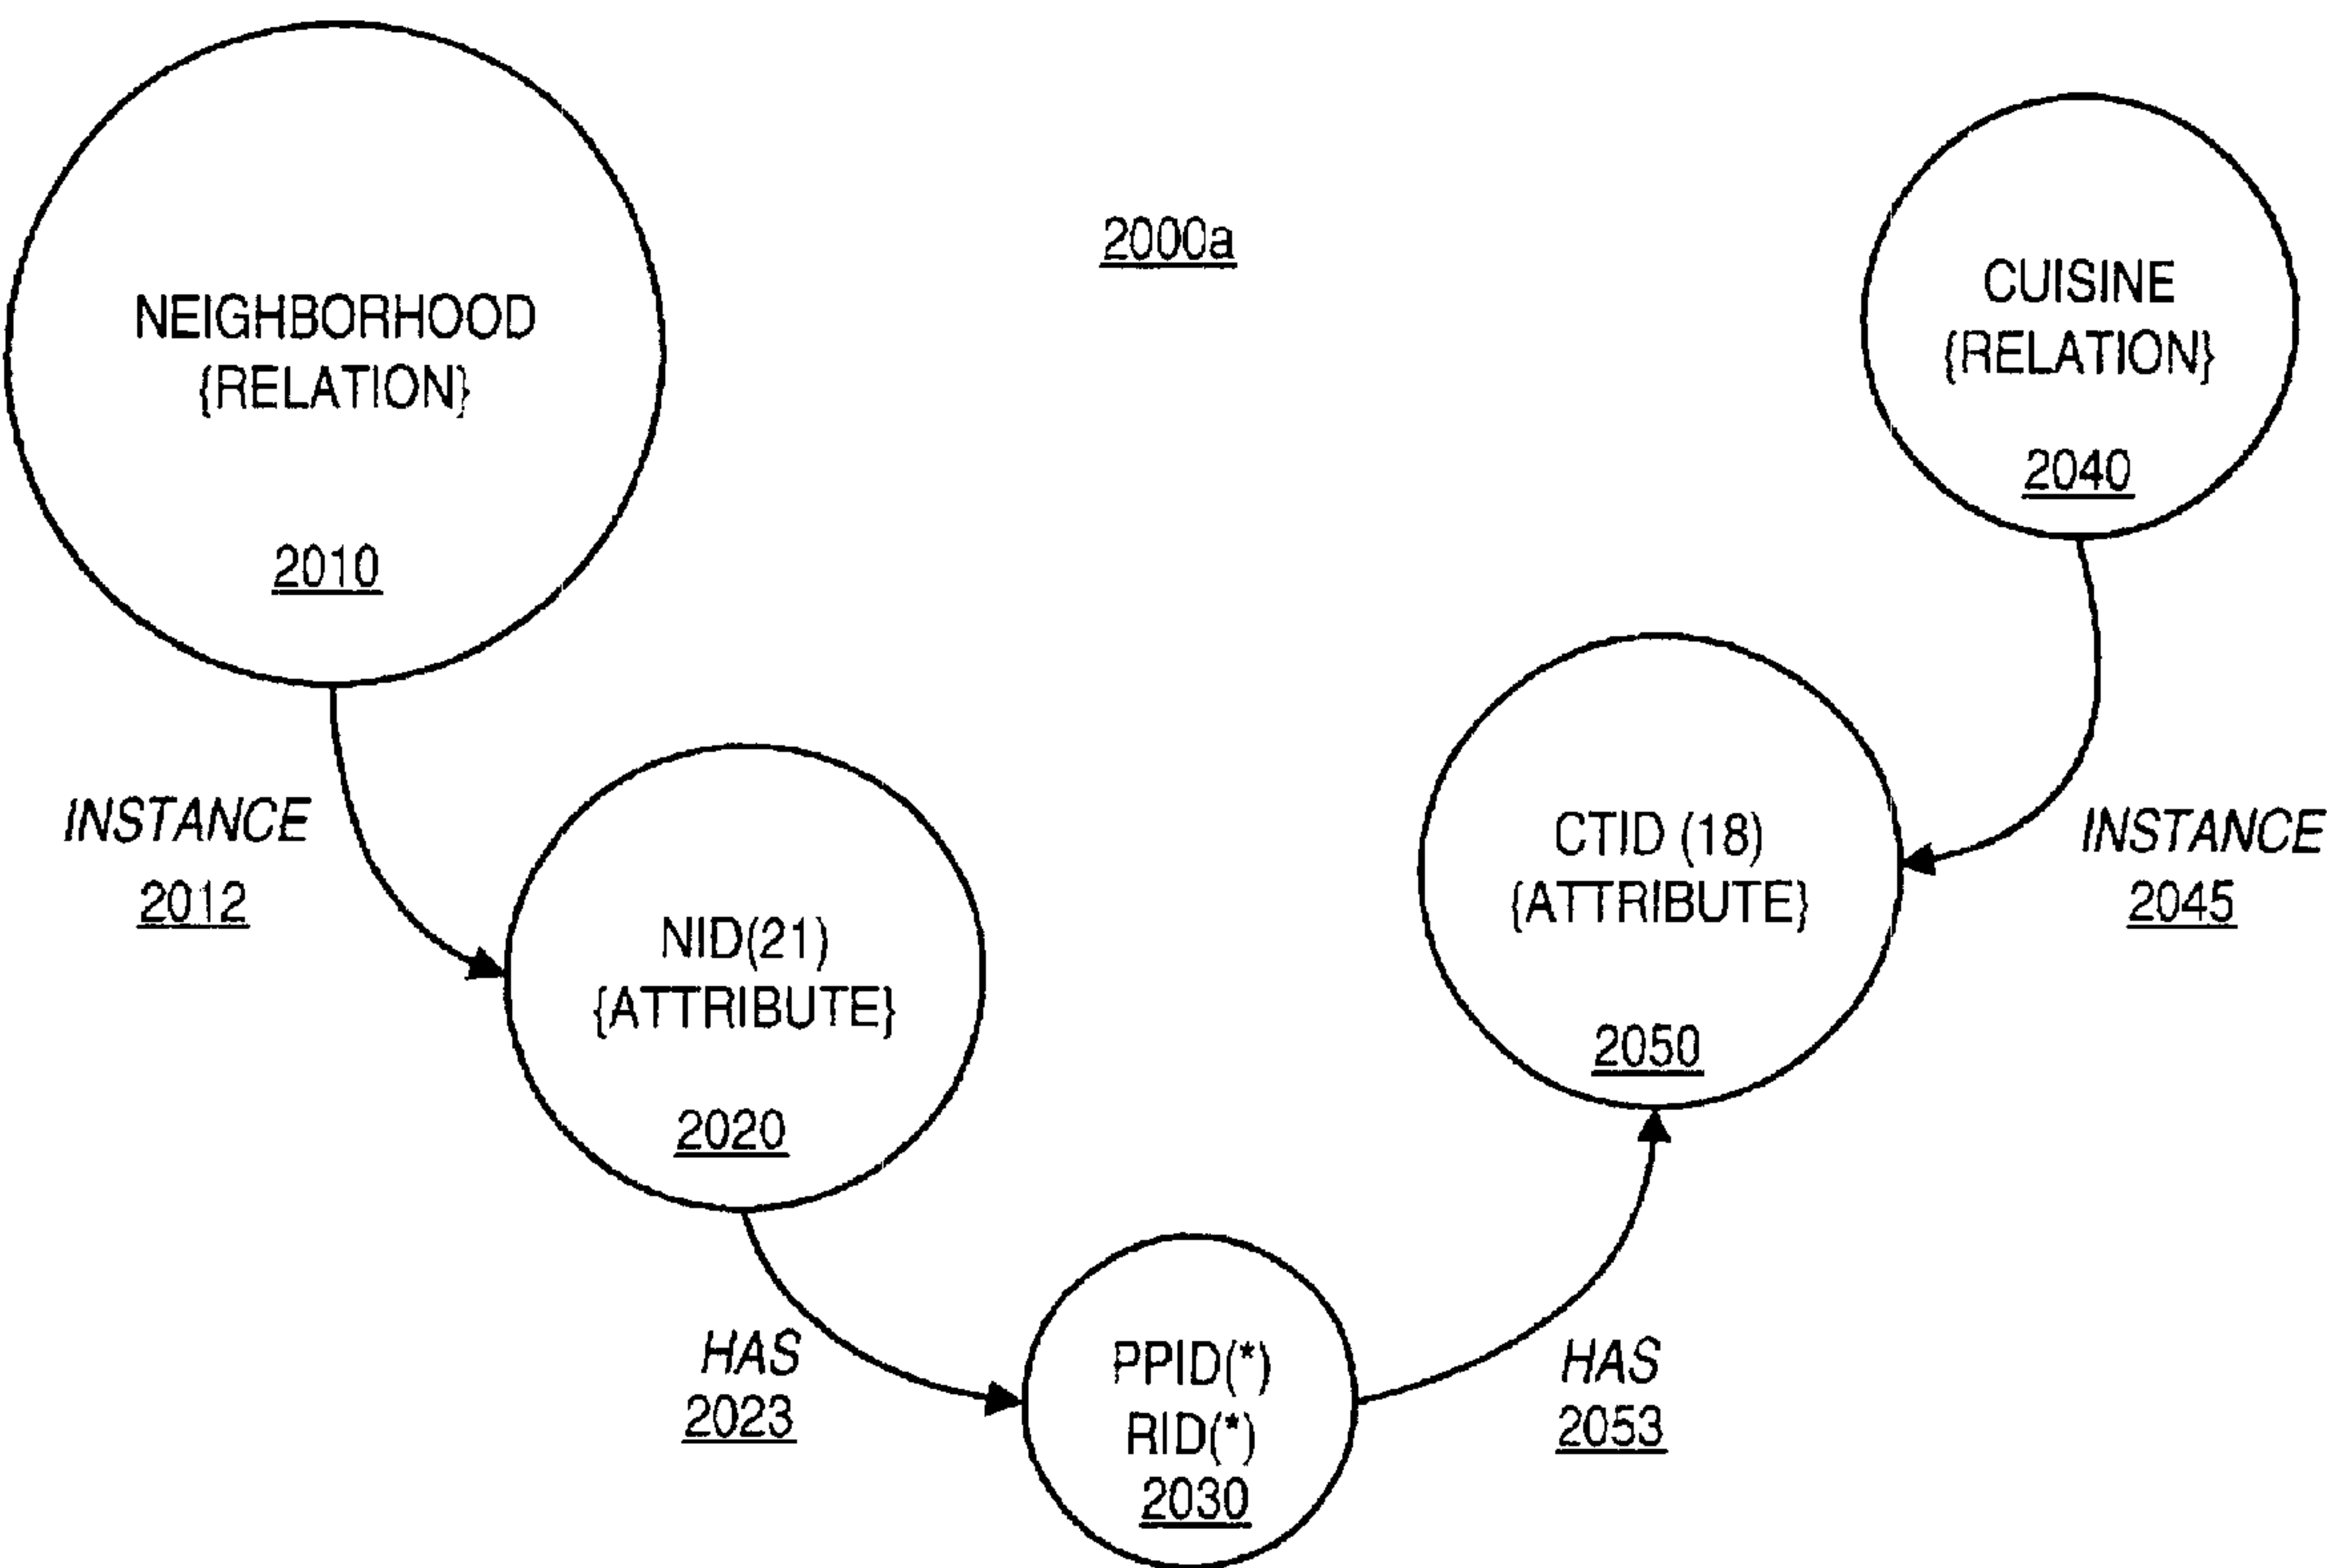 2000a
NEIGHBORHOOD
{RELATION}
2010
CUISINE
{RELATION}
2040
INSTANCE
2012
NID(21)
{ATTRIBUTE}
2020
CTID (18)
{ATTRIBUTE}
2050
INSTANCE
2045
HAS
2023
PPID(*)
RID(*)
2030
HAS
2053